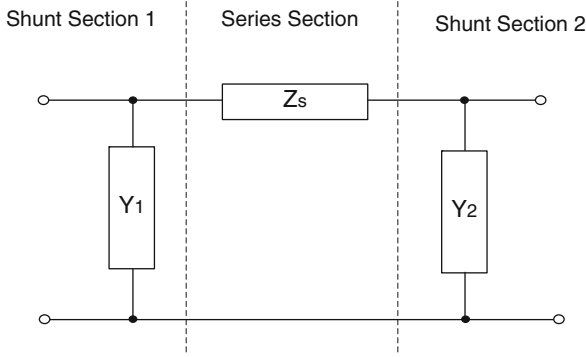 Shunt Section 1
Series Section
Shunt Section 2
Zs
Y1
Y2